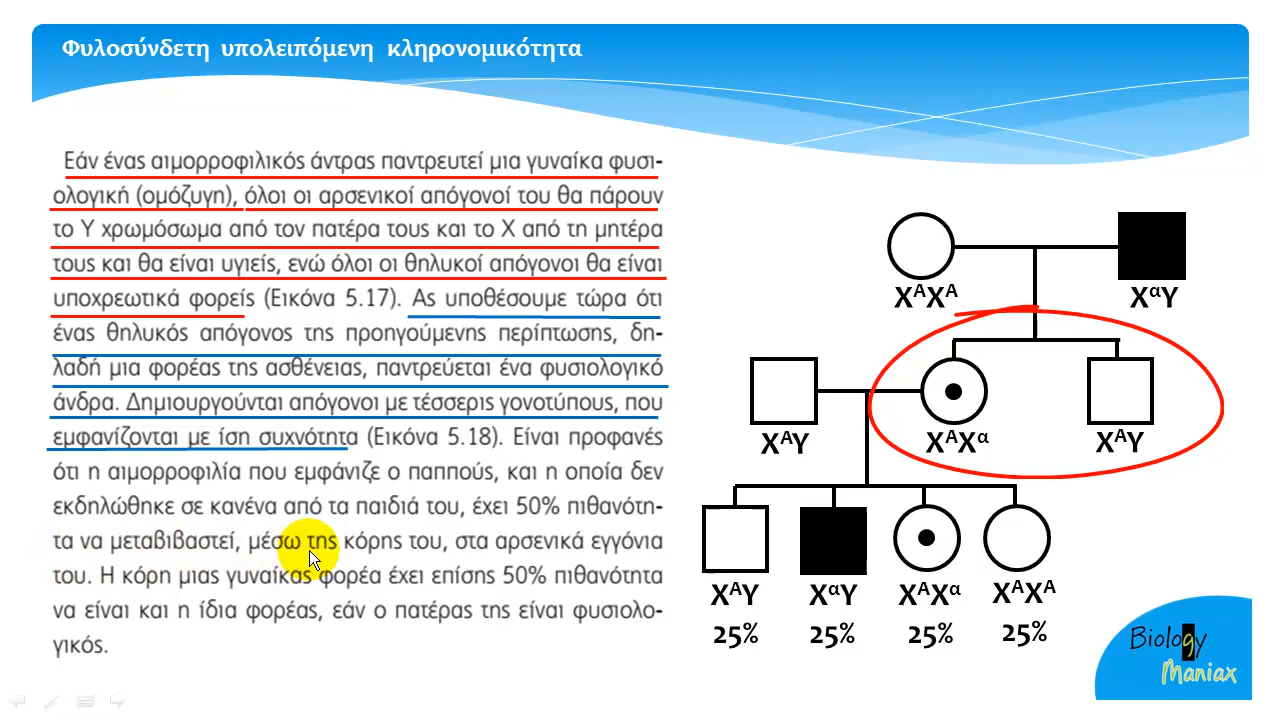 Φυλοσύνδετη υπολειπόμενη κληρονομικότητα
Εάν ένας αιμορροφιλικός άντρας παντρευτεί μια γυναίκα φυσι-
ολογική (ομόζυγη), όλοι οι αρσενικοί απόγονοί του θα πάρουν
το Υ χρωμόσωμα από τον πατέρα τους και το Χ από τη μητέρα
τους και θα είναι υγιείς, ενώ όλοι οι θηλυκοί απόγονοι θα είναι
υποχρεωτικά φορείς (Εικόνα 5.17). Ας υποθέσουμε τώρα ότι
ένας θηλυκός απόγονος της προηγούμενης περίπτωσης, δη-
λαδή μια φορέας της ασθένειας, παντρεύεται ένα φυσιολογικό
άνδρα. Δημιουργούνται απόγονοι με τέσσερις γονοτύπους, που
εμφανίζονται με ίση συχνότητα (Εικόνα 5.18). Είναι προφανές
ότι η αιμορροφιλία που εμφάνιζε ο παππούς, και η οποία δεν
εκδηλώθηκε σε κανένα από τα παιδιά του, έχει 50% πιθανότη-
τα να μεταβιβαστεί, μέσω της κόρης του, στα αρσενικά εγγόνια
του. Η κόρη μιας γυναίκας φορέα έχει επίσης 50% πιθανότητα
να είναι και η ίδια φορέας, εάν ο πατέρας της είναι φυσιολο-
γικός.
XᴬXᴬ XᵅY
XᴬY XᴬXᵅ XᴬY
XᴬY XᵅY XᴬXᵅ XᴬXᴬ
25% 25% 25% 25%
Biology
Maniax